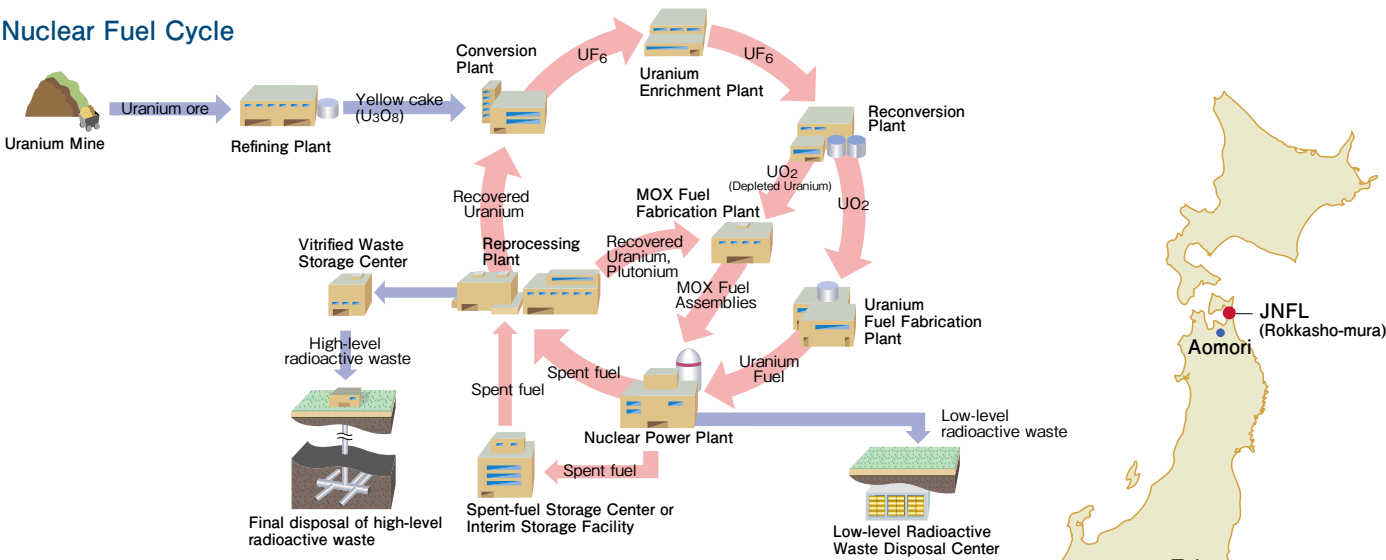 Nuclear Fuel Cycle
Uranium Mine
Uranium ore
Refining Plant
Yellow cake
(U3O8)
Conversion
Plant
UF6
Uranium
Enrichment Plant
UF6
Reconversion
Plant
UO2
(Depleted Uranium)
UO2
MOX Fuel
Fabrication Plant
Recovered
Uranium
Vitrified Waste
Storage Center
Reprocessing
Plant
Recovered
Uranium,
Plutonium
MOX Fuel
Assemblies
Uranium
Fuel Fabrication
Plant
High-level
radioactive waste
Spent fuel
Spent fuel
Uranium
Fuel
Nuclear Power Plant
Low-level
radioactive waste
Spent fuel
Spent-fuel Storage Center or
Interim Storage Facility
Final disposal of high-level
radioactive waste
Low-level Radioactive
Waste Disposal Center
JNFL
(Rokkasho-mura)
Aomori